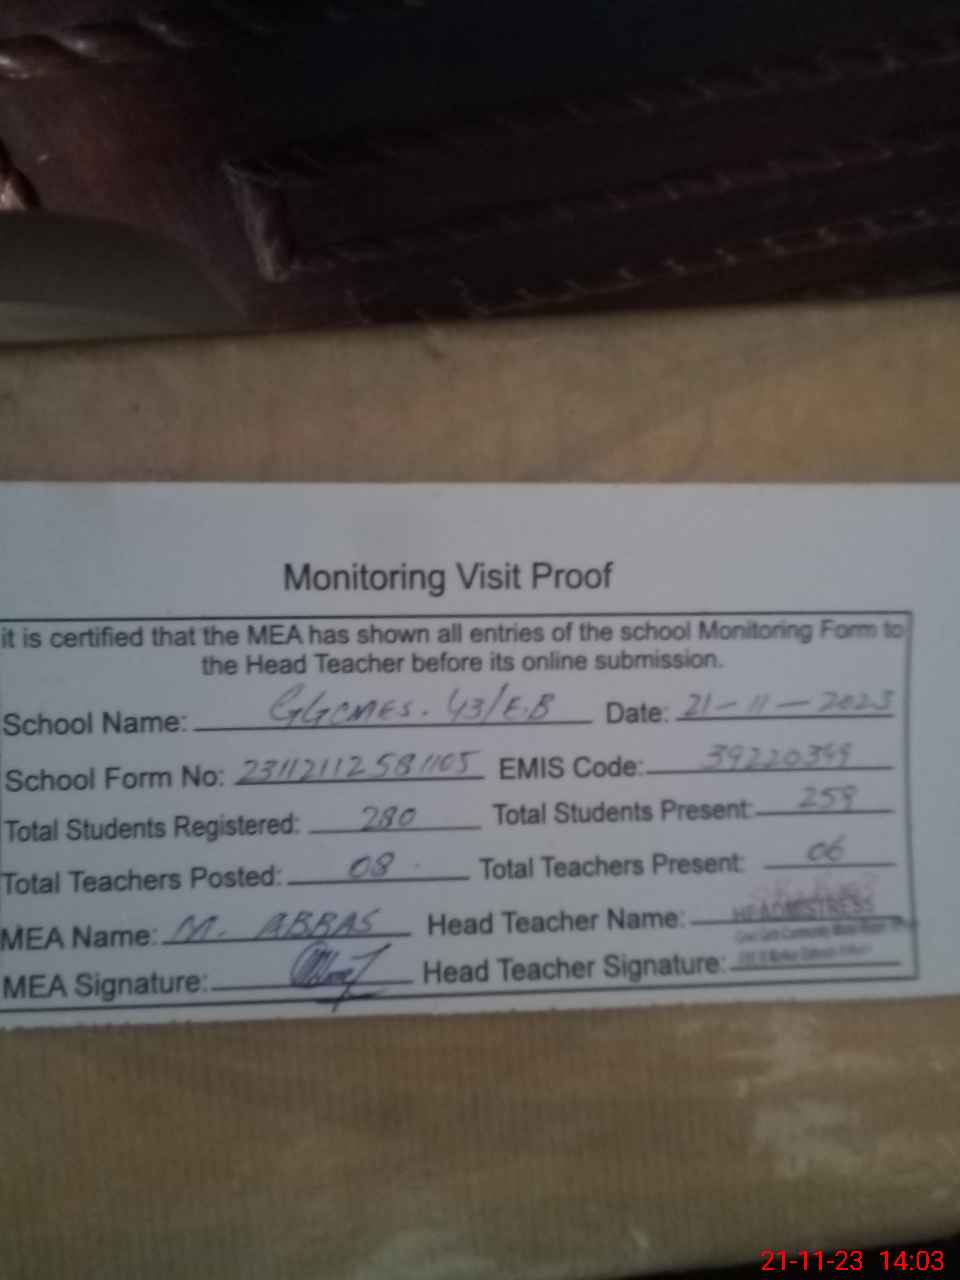 Monitoring Visit Proof
it is certified that the MEA has shown all entries of the school Monitoring Form to
the Head Teacher before its online submission.
School Name: GGCMES. 43/E.B Date: 21-11-2023
School Form No: 23112112581105 EMIS Code: 39220399
Total Students Registered: 280 Total Students Present: 259
Total Teachers Posted: 08 Total Teachers Present: 06
MEA Name: M. ABBAS Head Teacher Name:
HEADMISTRESS
MEA Signature: Head Teacher Signature:
21-11-23 14:03